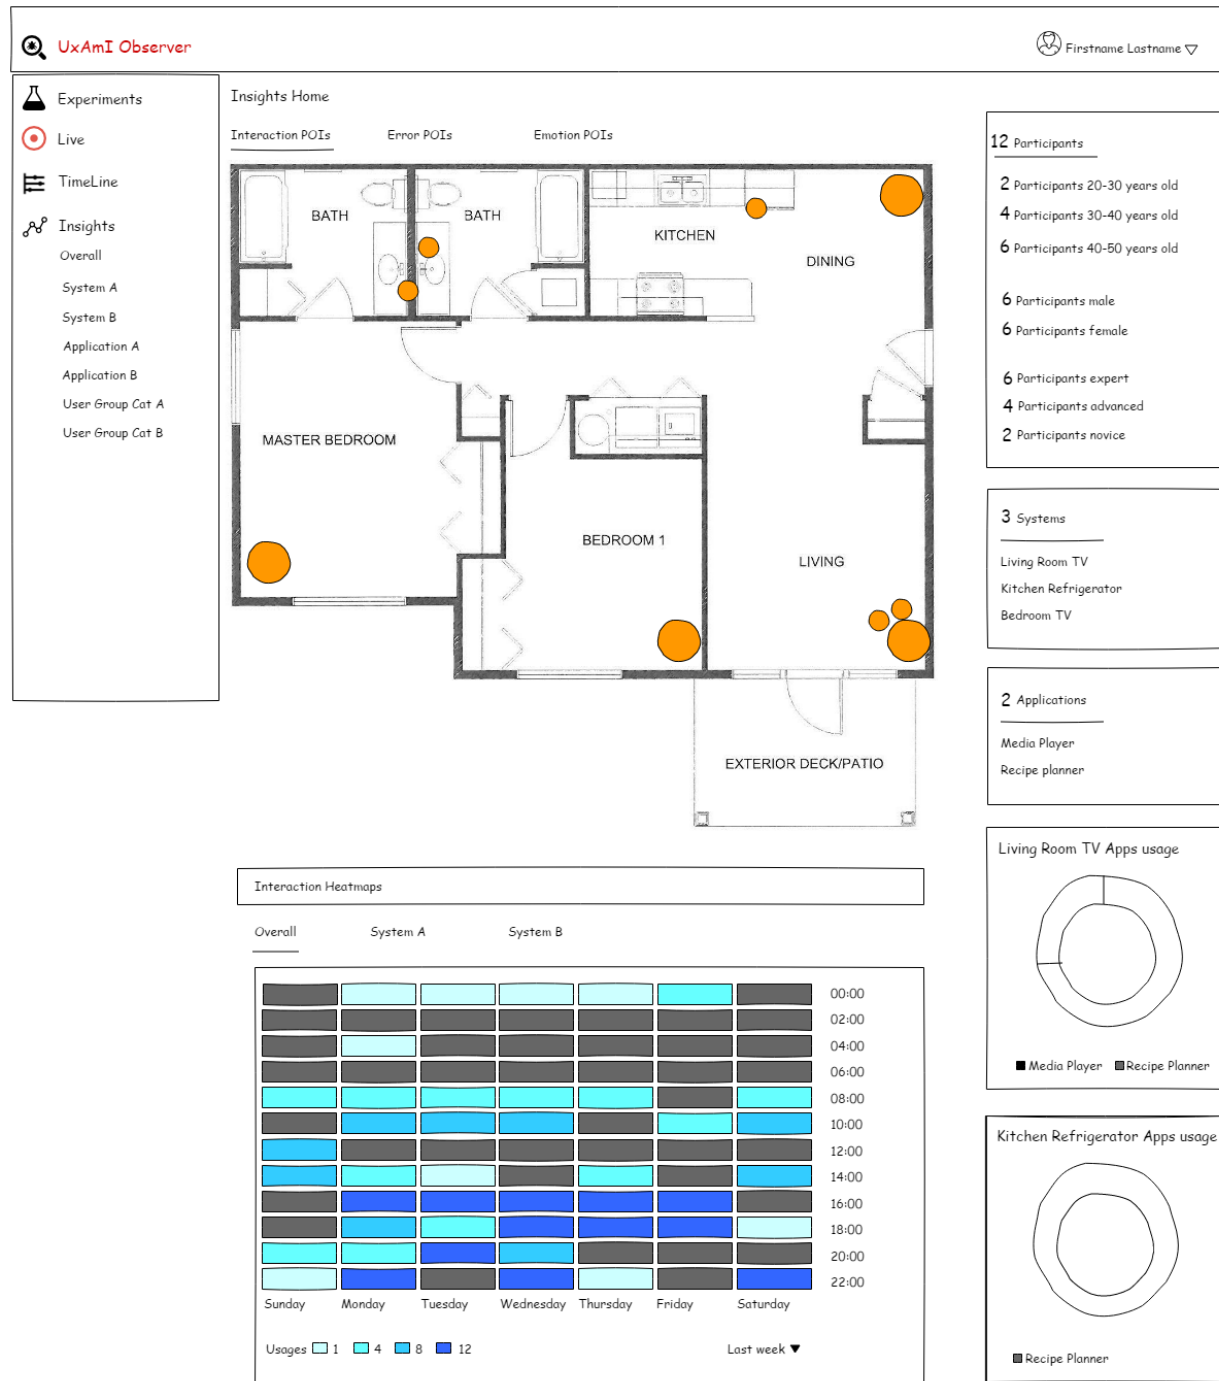 UxAmI Observer
Firstname Lastname
Experiments
Live
TimeLine
Insights
Overall
System A
System B
Application A
Application B
User Group Cat A
User Group Cat B
Insights Home
Interaction POIs Error POIs Emotion POIs
BATH BATH
KITCHEN
DINING
MASTER BEDROOM
BEDROOM 1
LIVING
EXTERIOR DECK/PATIO
12 Participants
2 Participants 20-30 years old
4 Participants 30-40 years old
6 Participants 40-50 years old
6 Participants male
6 Participants female
6 Participants expert
4 Participants advanced
2 Participants novice
3 Systems
Living Room TV
Kitchen Refrigerator
Bedroom TV
2 Applications
Media Player
Recipe planner
Living Room TV Apps usage
Media Player Recipe Planner
Kitchen Refrigerator Apps usage
Recipe Planner
Interaction Heatmaps
Overall System A System B
00:00
02:00
04:00
06:00
08:00
10:00
12:00
14:00
16:00
18:00
20:00
22:00
Sunday Monday Tuesday Wednesday Thursday Friday Saturday
Usages 1 4 8 12
Last week